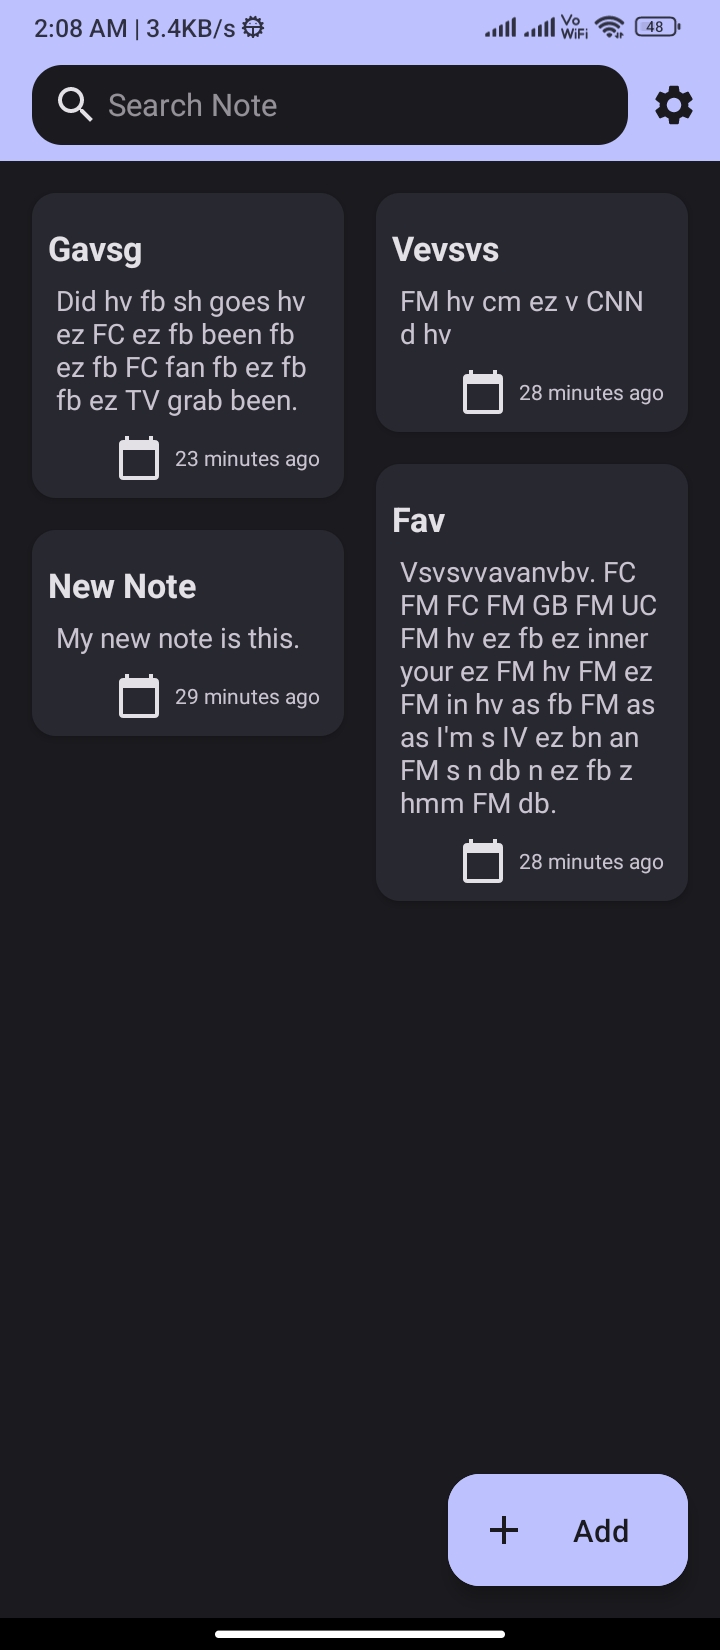 2:08 AM | 3.4KB/s
Vo
WiFi
48
Search Note
Gavsg
Did hv fb sh goes hv
ez FC ez fb been fb
ez fb FC fan fb ez fb
fb ez TV grab been.
23 minutes ago
Vevsvs
FM hv cm ez v CNN
d hv
28 minutes ago
New Note
My new note is this.
29 minutes ago
Fav
Vsvsvvavanvbv. FC
FM FC FM GB FM UC
FM hv ez fb ez inner
your ez FM hv FM ez
FM in hv as fb FM as
as I'm s IV ez bn an
FM s n db n ez fb z
hmm FM db.
28 minutes ago
Add